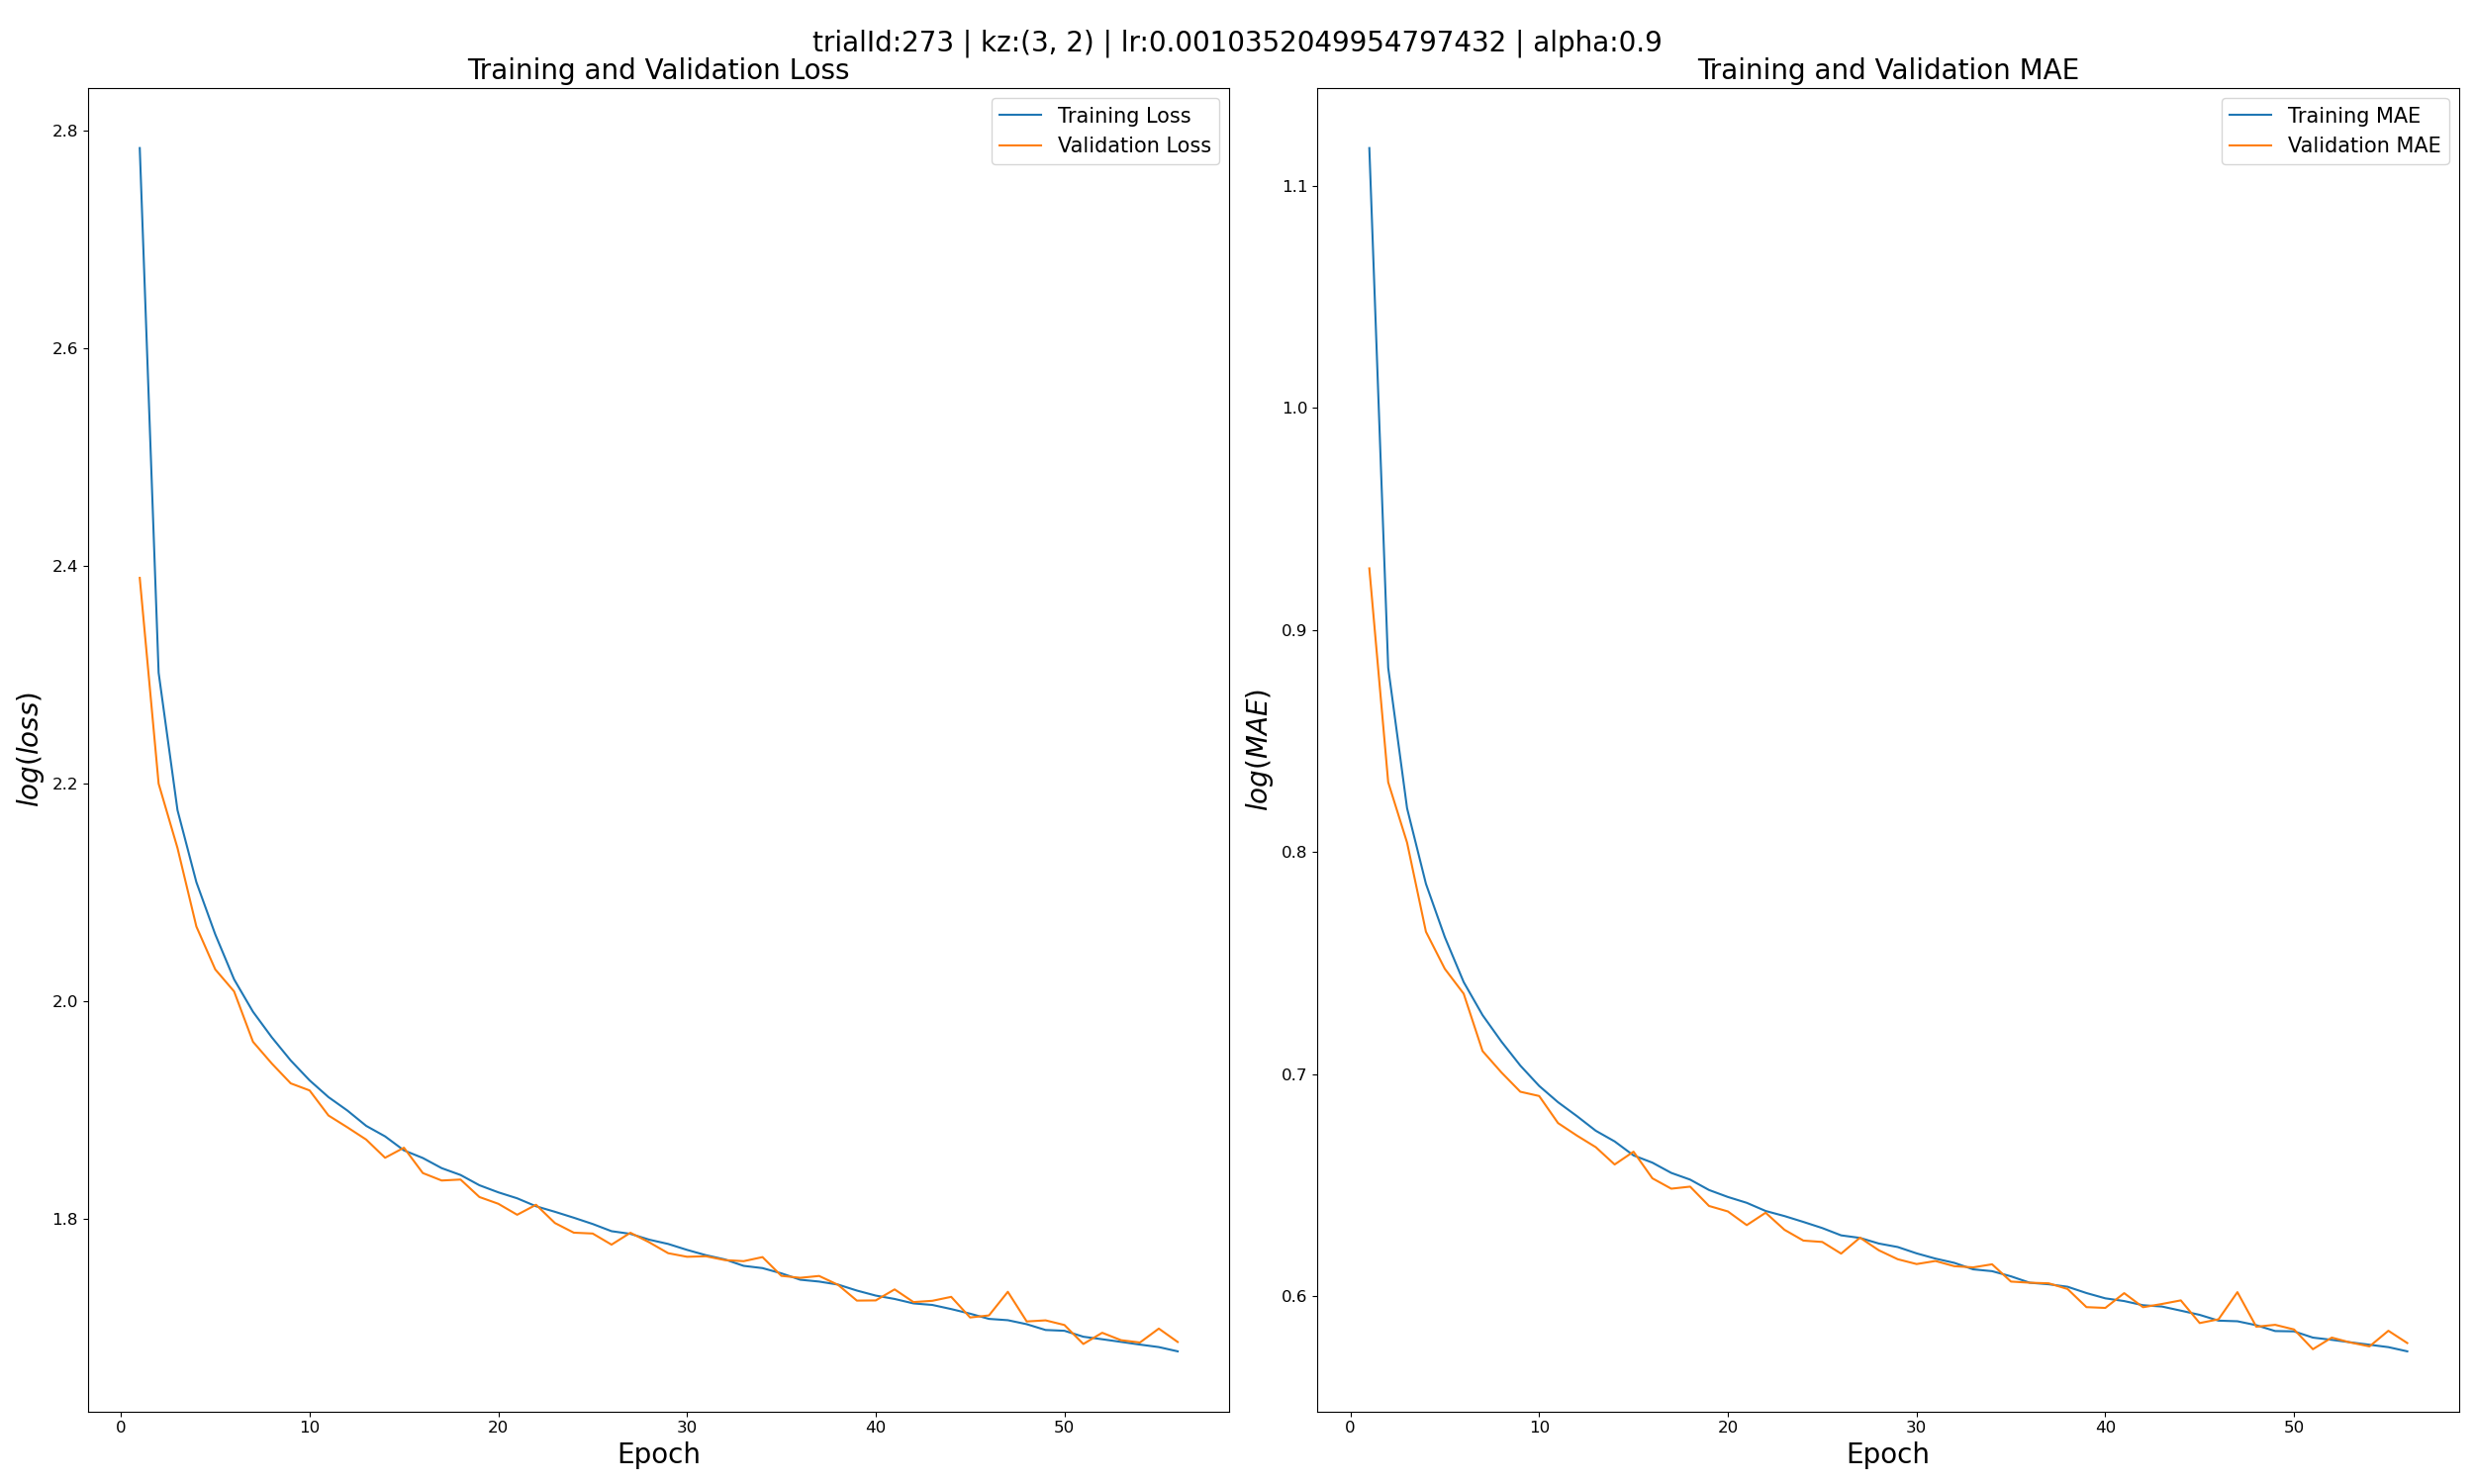 trialId:273 | kz:(3, 2) | lr:0.0010352049954797432 | alpha:0.9
Training and Validation Loss
Training Loss
Validation Loss
2.8
2.6
2.4
2.2
2.0
1.8
log(loss)
0 10 20 30 40 50
Epoch
Training and Validation MAE
Training MAE
Validation MAE
1.1
1.0
0.9
0.8
0.7
0.6
log(MAE)
0 10 20 30 40 50
Epoch